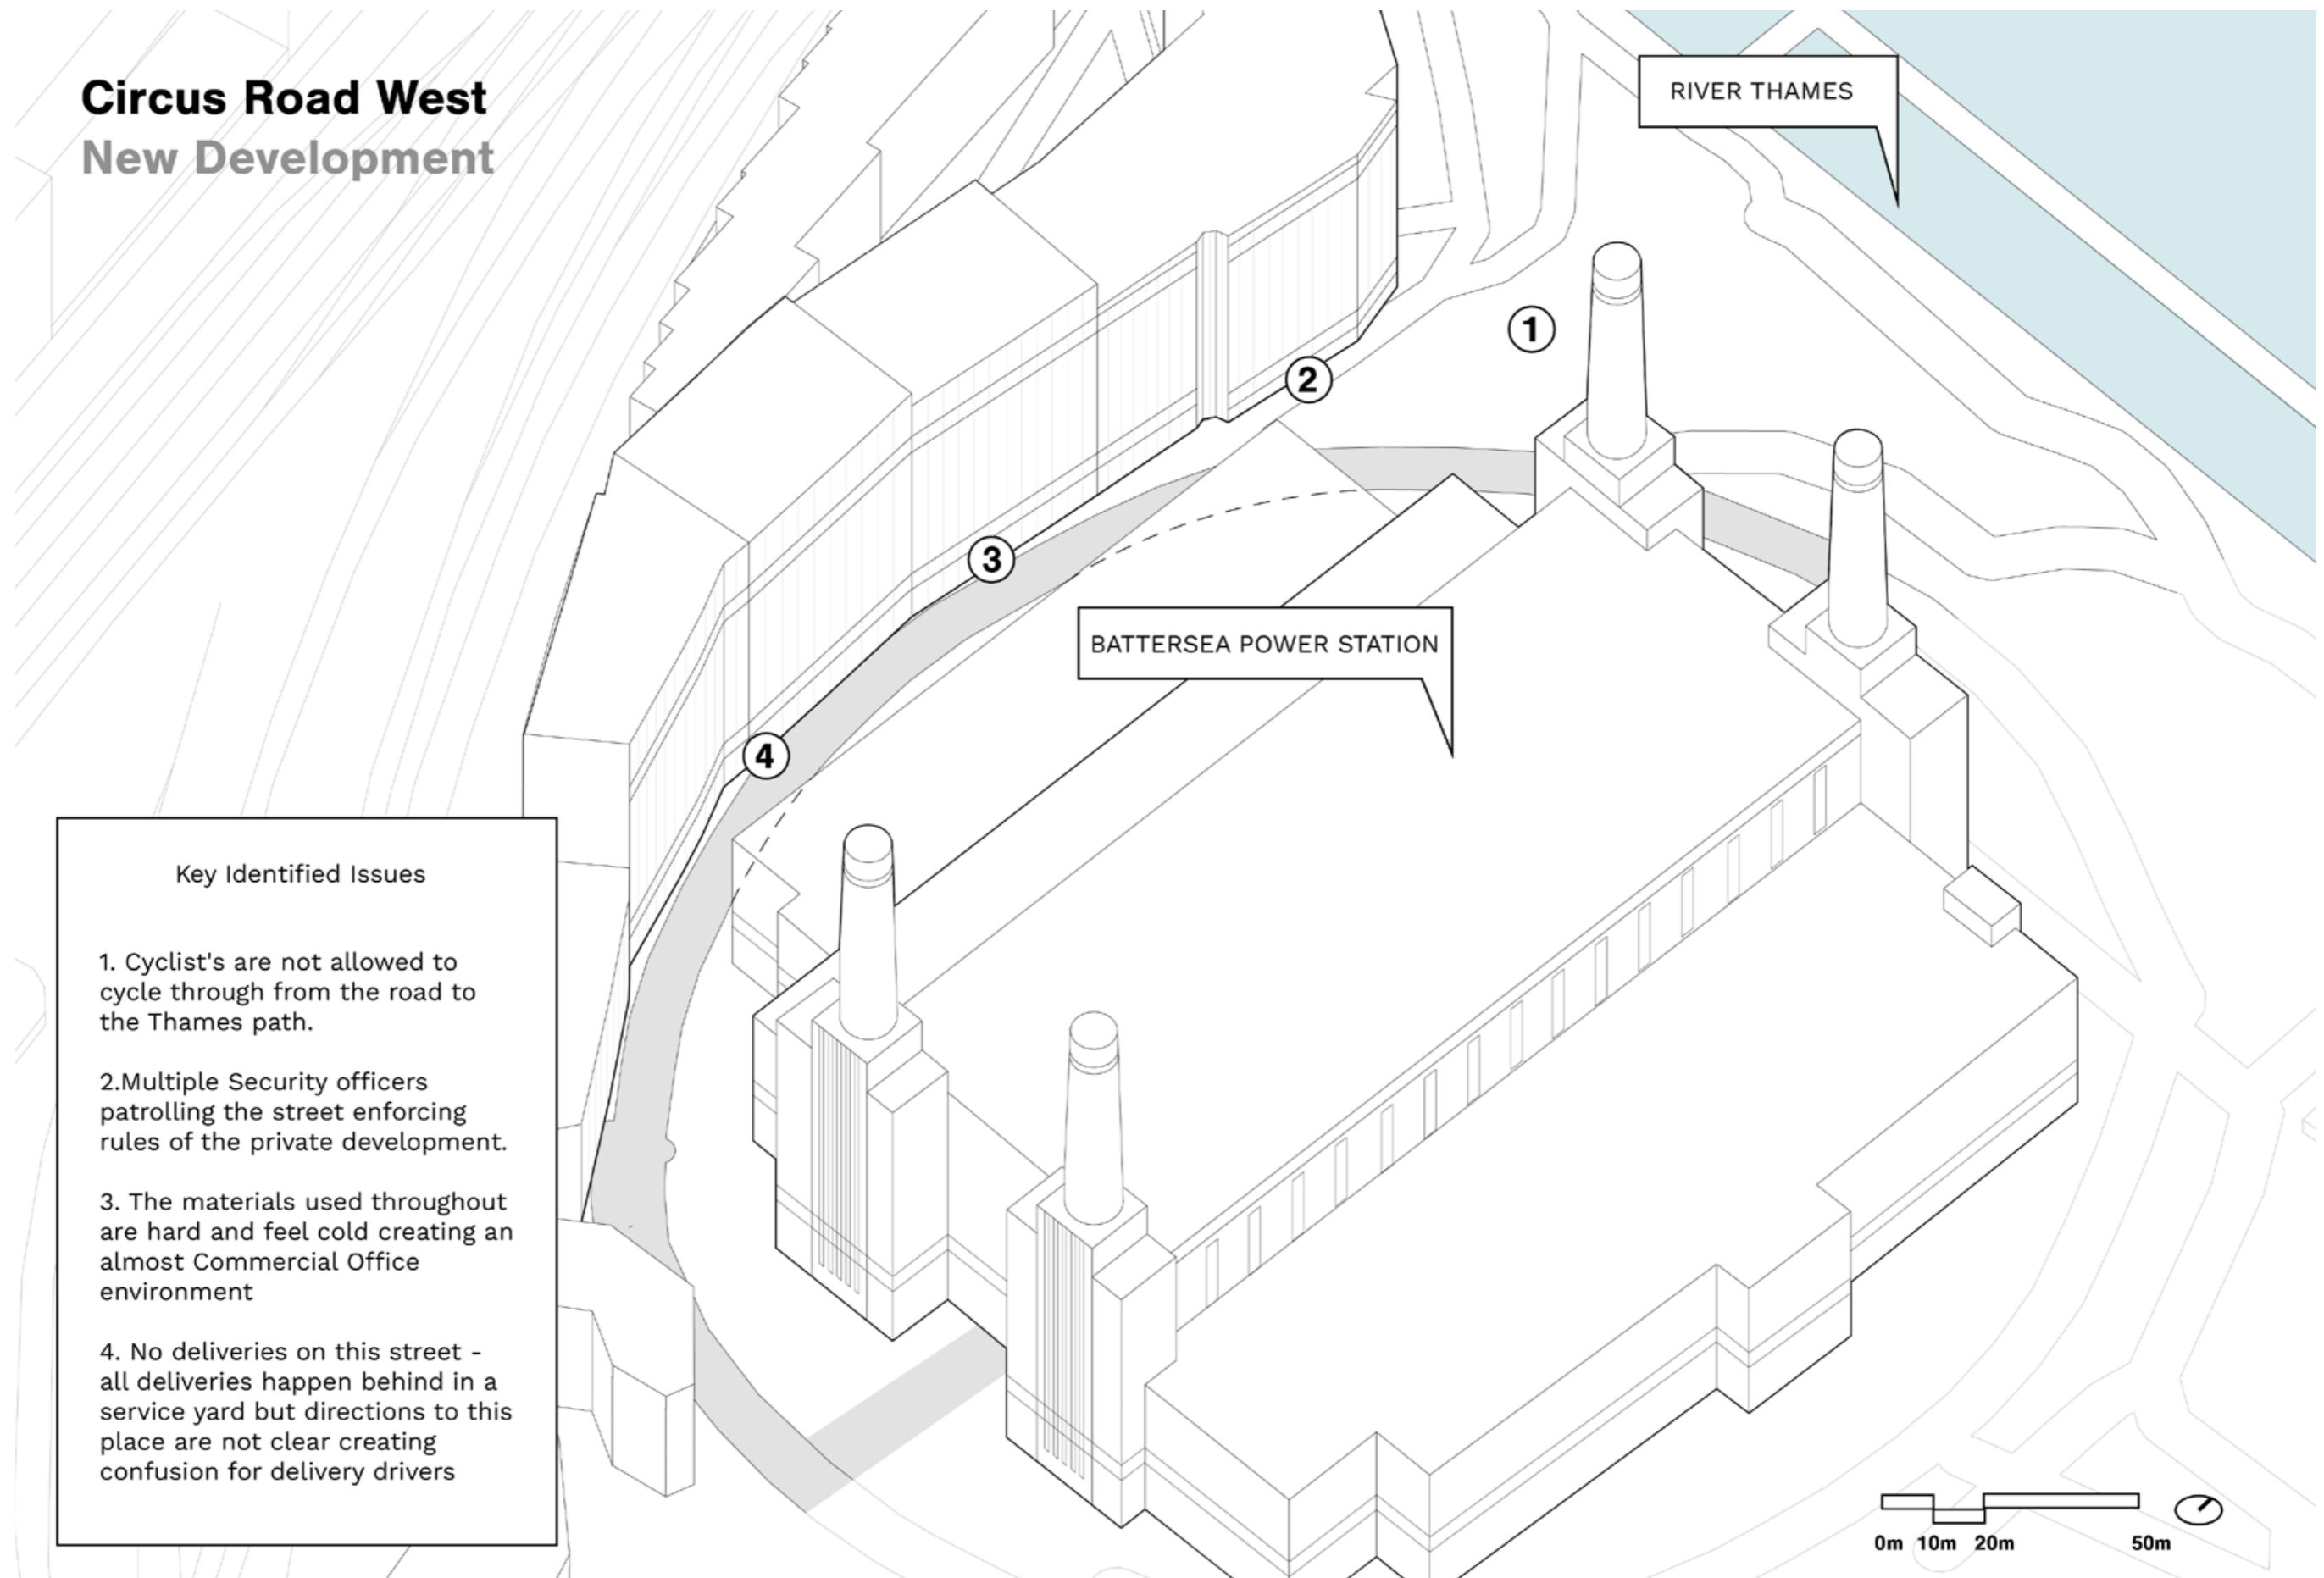 Circus Road West
New Development
RIVER THAMES
1
2
3
BATTERSEA POWER STATION
4
Key Identified Issues
1. Cyclist's are not allowed to
cycle through from the road to
the Thames path.
2.Multiple Security officers
patrolling the street enforcing
rules of the private development.
3. The materials used throughout
are hard and feel cold creating an
almost Commercial Office
environment
4. No deliveries on this street -
all deliveries happen behind in a
service yard but directions to this
place are not clear creating
confusion for delivery drivers
0m 10m 20m 50m